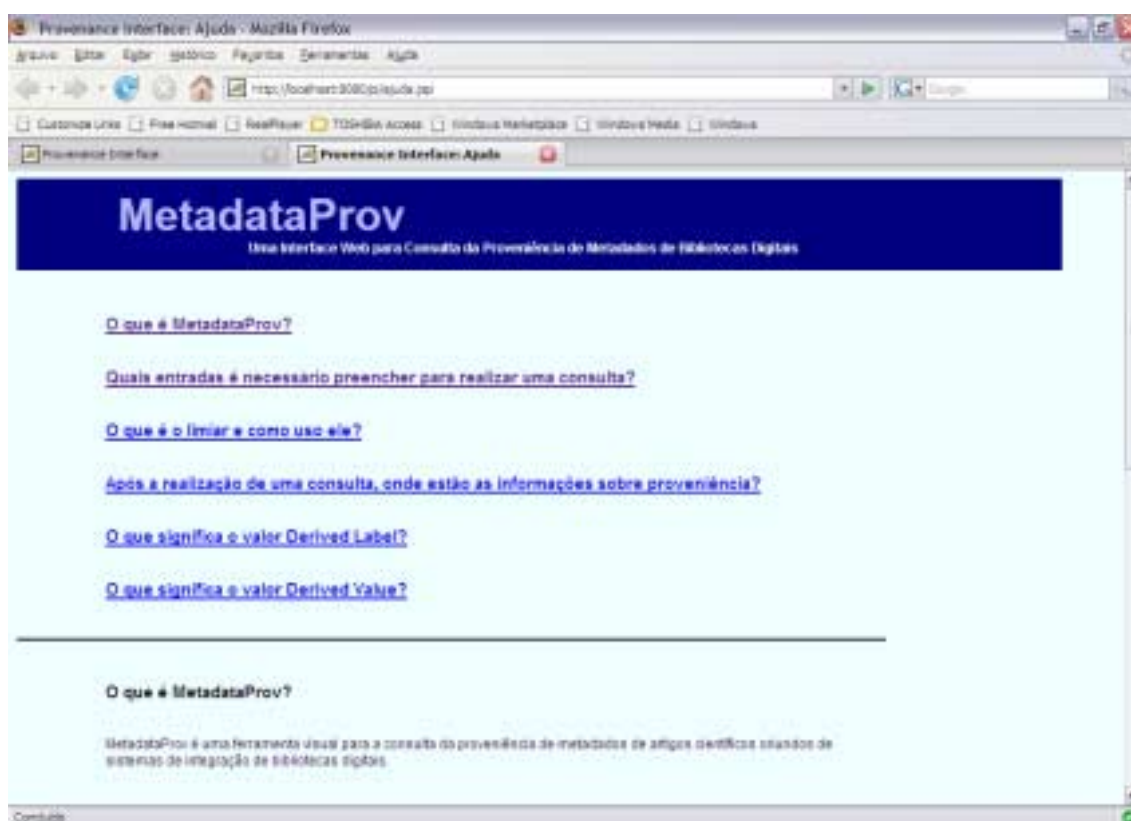 Provenance Interface: Ajuda - Mozilla Firefox
Arquivo Editar Exibir Histórico Favoritos Ferramentas Ajuda
Google
Customize Links Free Hotmail RealPlayer TOSHIBA Access Windows Marketplace Windows Media Windows
Provenance Interface Provenance Interface: Ajuda
MetadataProv
Uma Interface Web para Consulta da Proveniência de Metadados de Bibliotecas Digitais
O que é MetadataProv?
Quais entradas é necessário preencher para realizar uma consulta?
O que é o limiar e como uso ele?
Após a realização de uma consulta, onde estão as informações sobre proveniência?
O que significa o valor Derived Label?
O que significa o valor Derived Value?
O que é MetadataProv?
MetadataProv é uma ferramenta visual para a consulta da proveniência de metadados de artigos científicos oriundos de
sistemas de integração de bibliotecas digitais.
Concluído